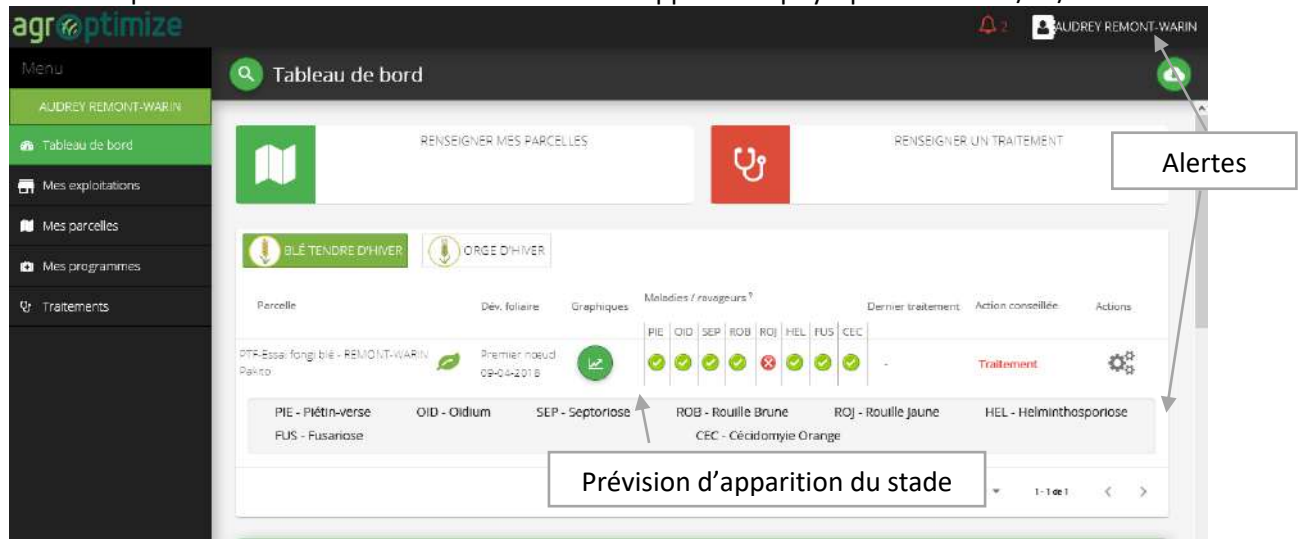 agroptimize
2
AUDREY REMONT-WARIN
Menu
Tableau de bord
AUDREY REMONT-WARIN
Tableau de bord
Mes exploitations
Mes parcelles
Mes programmes
Traitements
RENSEIGNER MES PARCELLES
RENSEIGNER UN TRAITEMENT
Alertes
BLÉ TENDRE D'HIVER
ORGE D'HIVER
Parcelle
Dév. foliaire
Graphiques
Maladies / ravageurs ?
Dernier traitement
Action conseillée
Actions
PIE OID SEP ROB ROJ HEL FUS CEC
PTF-Essai fongi blé - REMONT-WARIN
Pakito
Premier nœud
09-04-2018
-
Traitement
PIE - Piétin-verse OID - Oïdium SEP - Septoriose ROB - Rouille Brune ROJ - Rouille Jaune HEL - Helminthosporiose
FUS - Fusariose CEC - Cécidomyie Orange
Prévision d'apparition du stade
1-1 de 1